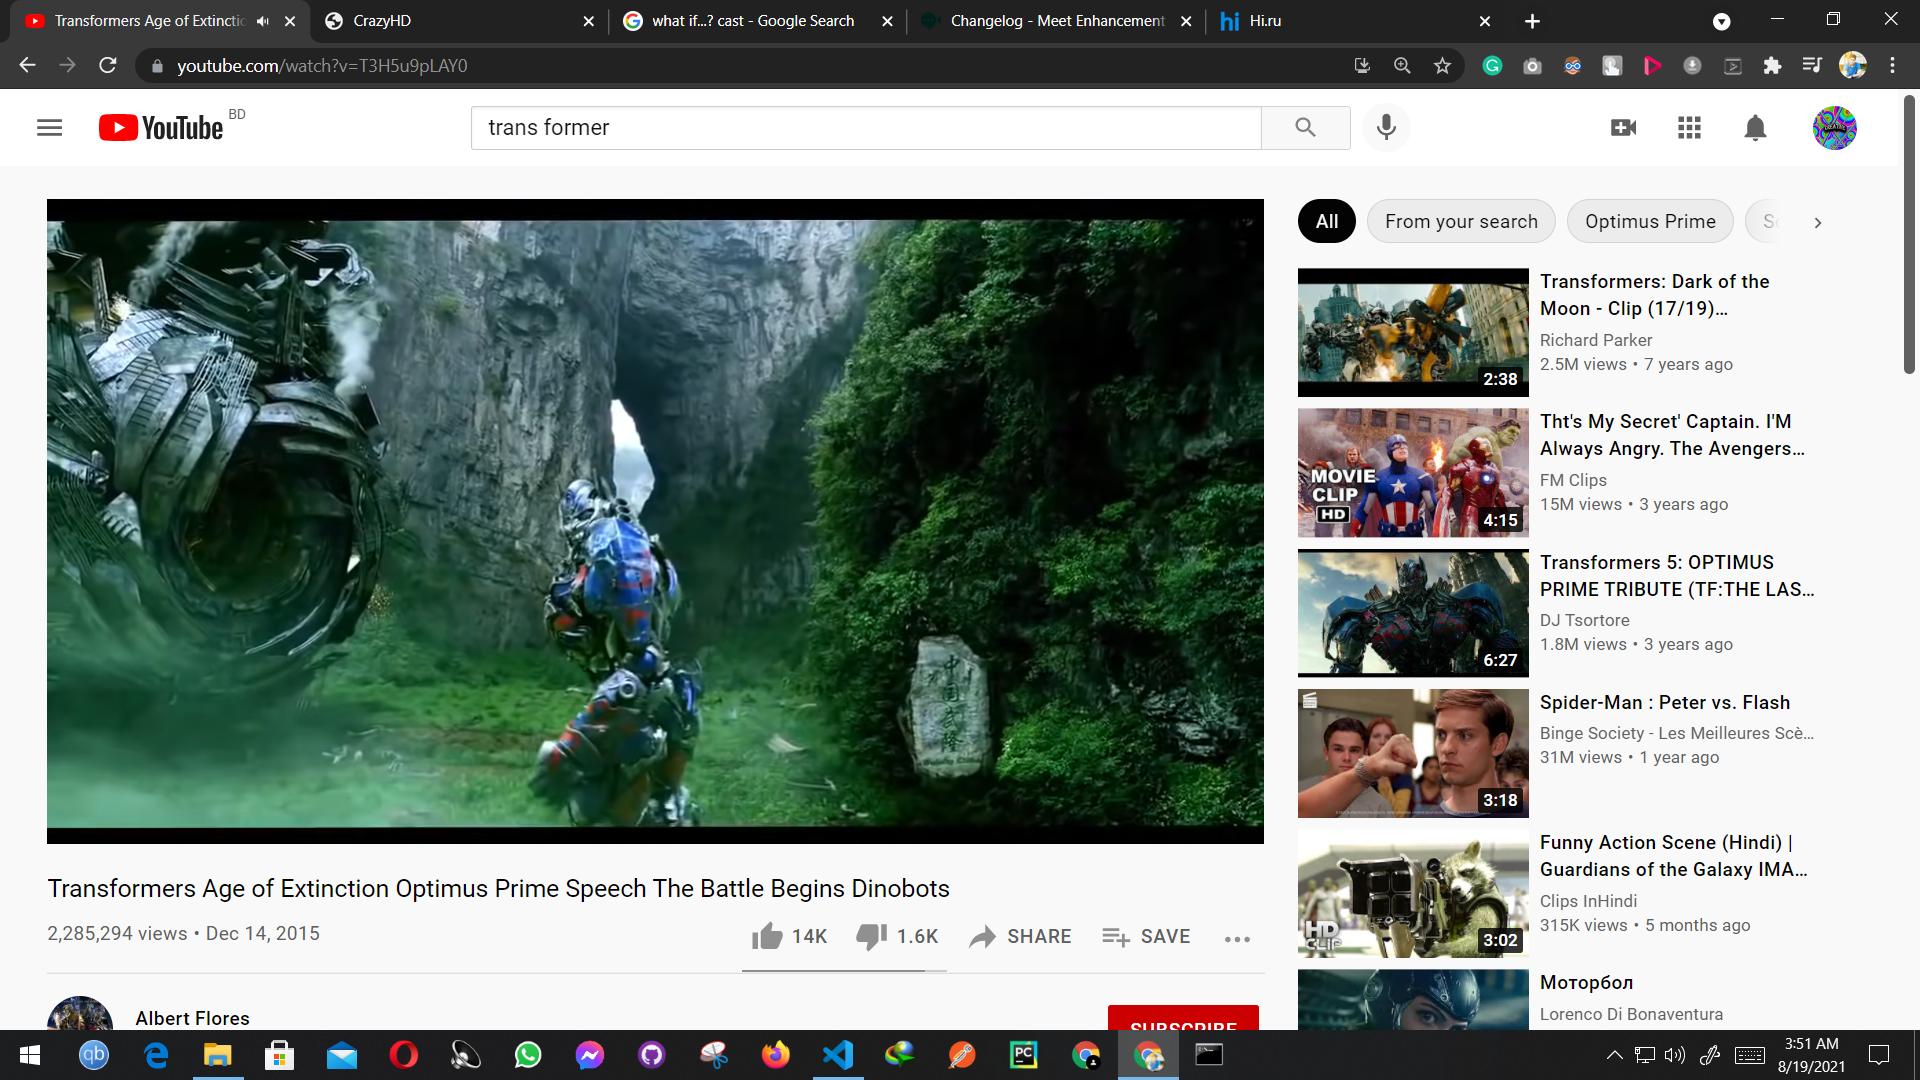 Transformers Age of Extinctio
CrazyHD
what if...? cast - Google Search
Changelog - Meet Enhancement
hi
Hi.ru
youtube.com/watch?v=T3H5u9pLAY0
YouTube BD
trans former
All
From your search
Optimus Prime
中国武隆
Transformers: Dark of the
Moon - Clip (17/19)…
Richard Parker
2.5M views • 7 years ago
2:38
MOVIE
CLIP
HD
4:15
Tht's My Secret' Captain. I'M
Always Angry. The Avengers…
FM Clips
15M views • 3 years ago
Transformers 5: OPTIMUS
PRIME TRIBUTE (TF:THE LAS…
DJ Tsortore
1.8M views • 3 years ago
6:27
Spider-Man : Peter vs. Flash
Binge Society - Les Meilleures Scè…
31M views • 1 year ago
3:18
Funny Action Scene (Hindi) |
Guardians of the Galaxy IMA…
Clips InHindi
315K views • 5 months ago
HD
CLIP
3:02
Моторбол
Lorenco Di Bonaventura
Transformers Age of Extinction Optimus Prime Speech The Battle Begins Dinobots
2,285,294 views • Dec 14, 2015
14K
1.6K
SHARE
SAVE
Albert Flores
SUBSCRIBE
qb
PC
3:51 AM
8/19/2021